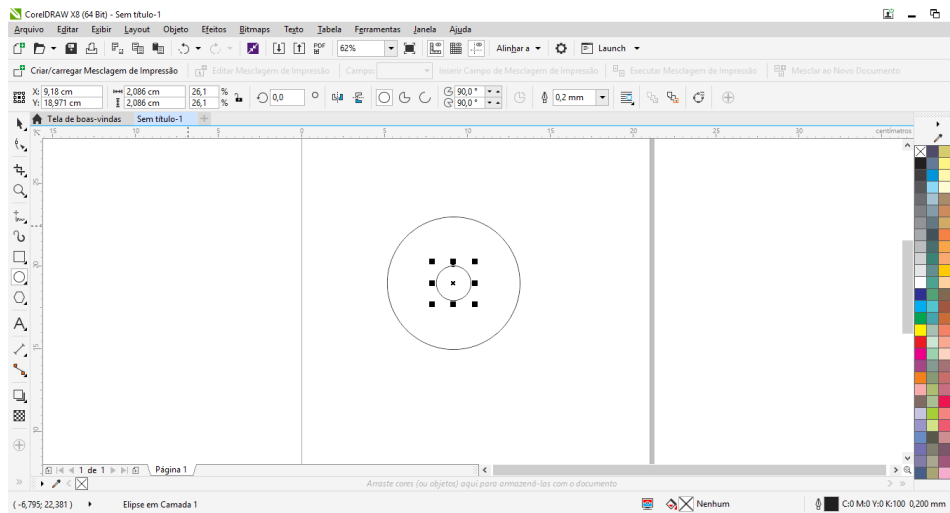 CorelDRAW X8 (64 Bit) - Sem título-1
Arquivo Editar Exibir Layout Objeto Efeitos Bitmaps Texto Tabela Ferramentas Janela Ajuda
PDF 62% Alinhar a Launch
Criar/carregar Mesclagem de Impressão Editar Mesclagem de Impressão Campo: Inserir Campo de Mesclagem de Impressão Executar Mesclagem de Impressão Mesclar ao Novo Documento
X: 9,18 cm 2,086 cm 26,1 % 0,0 ° 90,0 ° 0,2 mm
Y: 18,971 cm 2,086 cm 26,1 % 90,0 °
Tela de boas-vindas Sem título-1
15 10 5 0 5 10 15 20 25 30 centímetros
25
20
15
10
1 de 1 Página 1
Arraste cores (ou objetos) aqui para armazená-las com o documento
( -6,795; 22,381 ) Elipse em Camada 1 Nenhum C:0 M:0 Y:0 K:100 0,200 mm